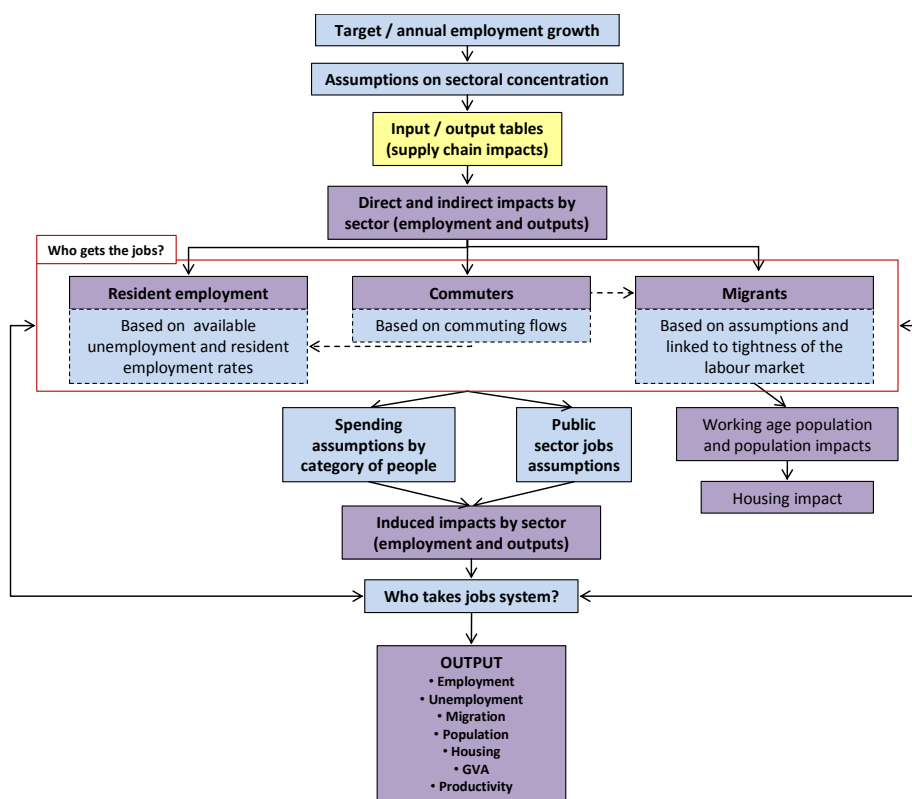 Target / annual employment growth
Assumptions on sectoral concentration
Input / output tables
(supply chain impacts)
Direct and indirect impacts by
sector (employment and outputs)
Who gets the jobs?
Resident employment
Based on available
unemployment and resident
employment rates
Commuters
Based on commuting flows
Migrants
Based on assumptions and
linked to tightness of the
labour market
Spending
assumptions by
category of people
Public
sector jobs
assumptions
Working age population
and population impacts
Housing impact
Induced impacts by sector
(employment and outputs)
Who takes jobs system?
OUTPUT
• Employment
• Unemployment
• Migration
• Population
• Housing
• GVA
• Productivity